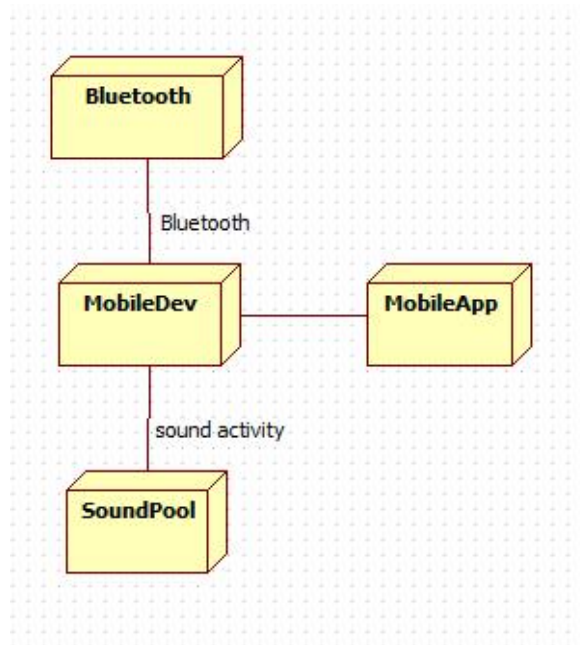 Bluetooth
Bluetooth
MobileDev
MobileApp
sound activity
SoundPool